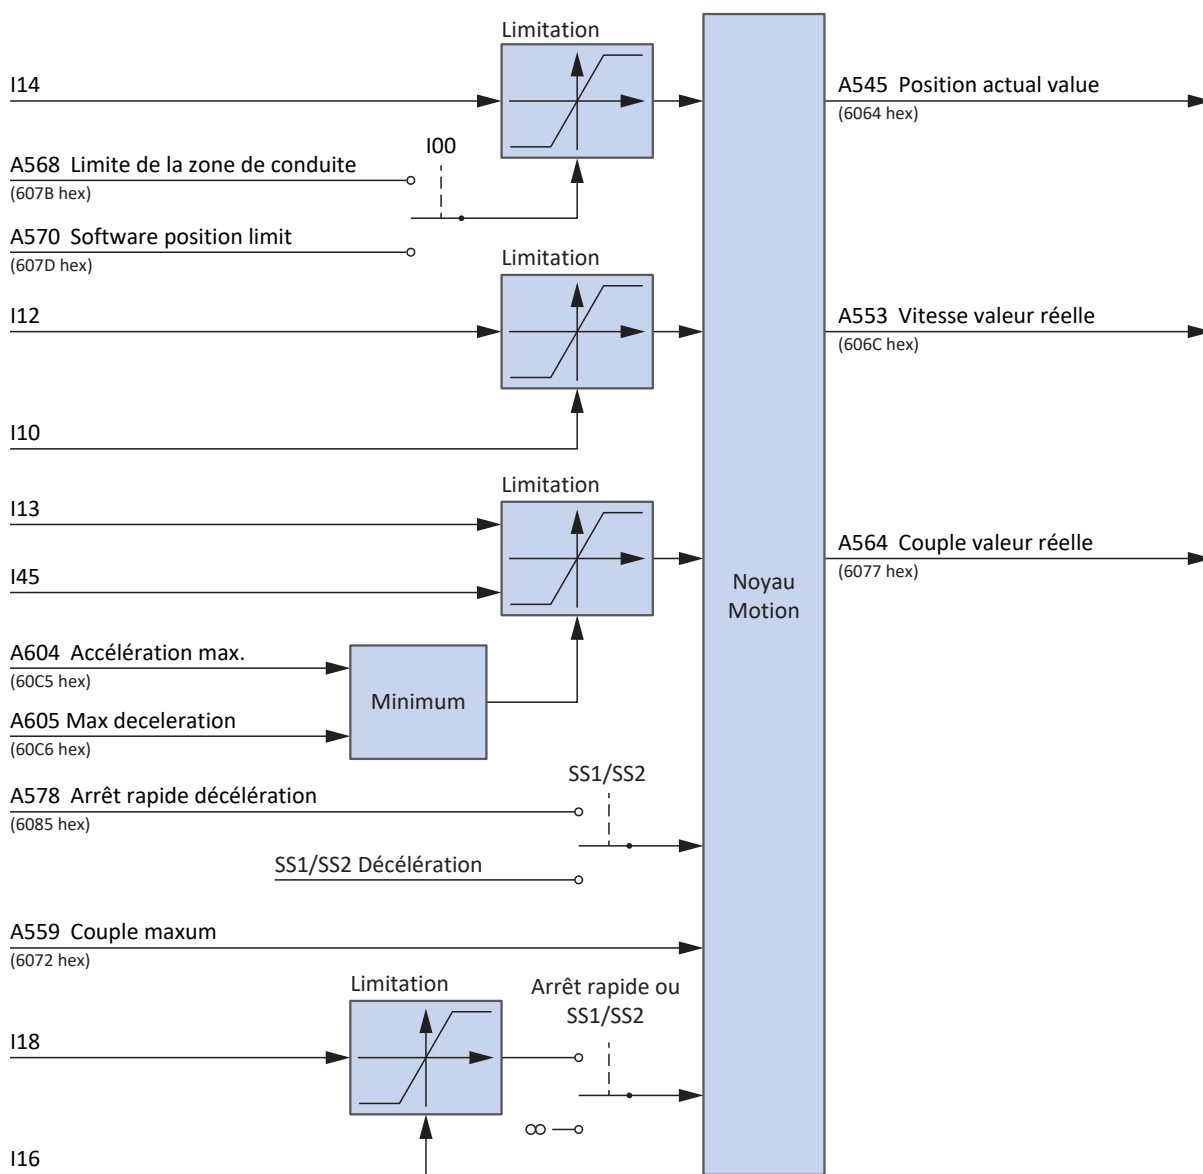 Limitation
I14
A545 Position actual value
(6064 hex)
A568 Limite de la zone de conduite
(607B hex)
I00
A570 Software position limit
(607D hex)
Limitation
I12
A553 Vitesse valeur réelle
(606C hex)
I10
Limitation
I13
A564 Couple valeur réelle
(6077 hex)
I45
Noyau
Motion
A604 Accélération max.
(60C5 hex)
Minimum
A605 Max deceleration
(60C6 hex)
SS1/SS2
A578 Arrêt rapide décélération
(6085 hex)
SS1/SS2 Décélération
A559 Couple maxum
(6072 hex)
Limitation
Arrêt rapide ou
SS1/SS2
I18
∞
I16